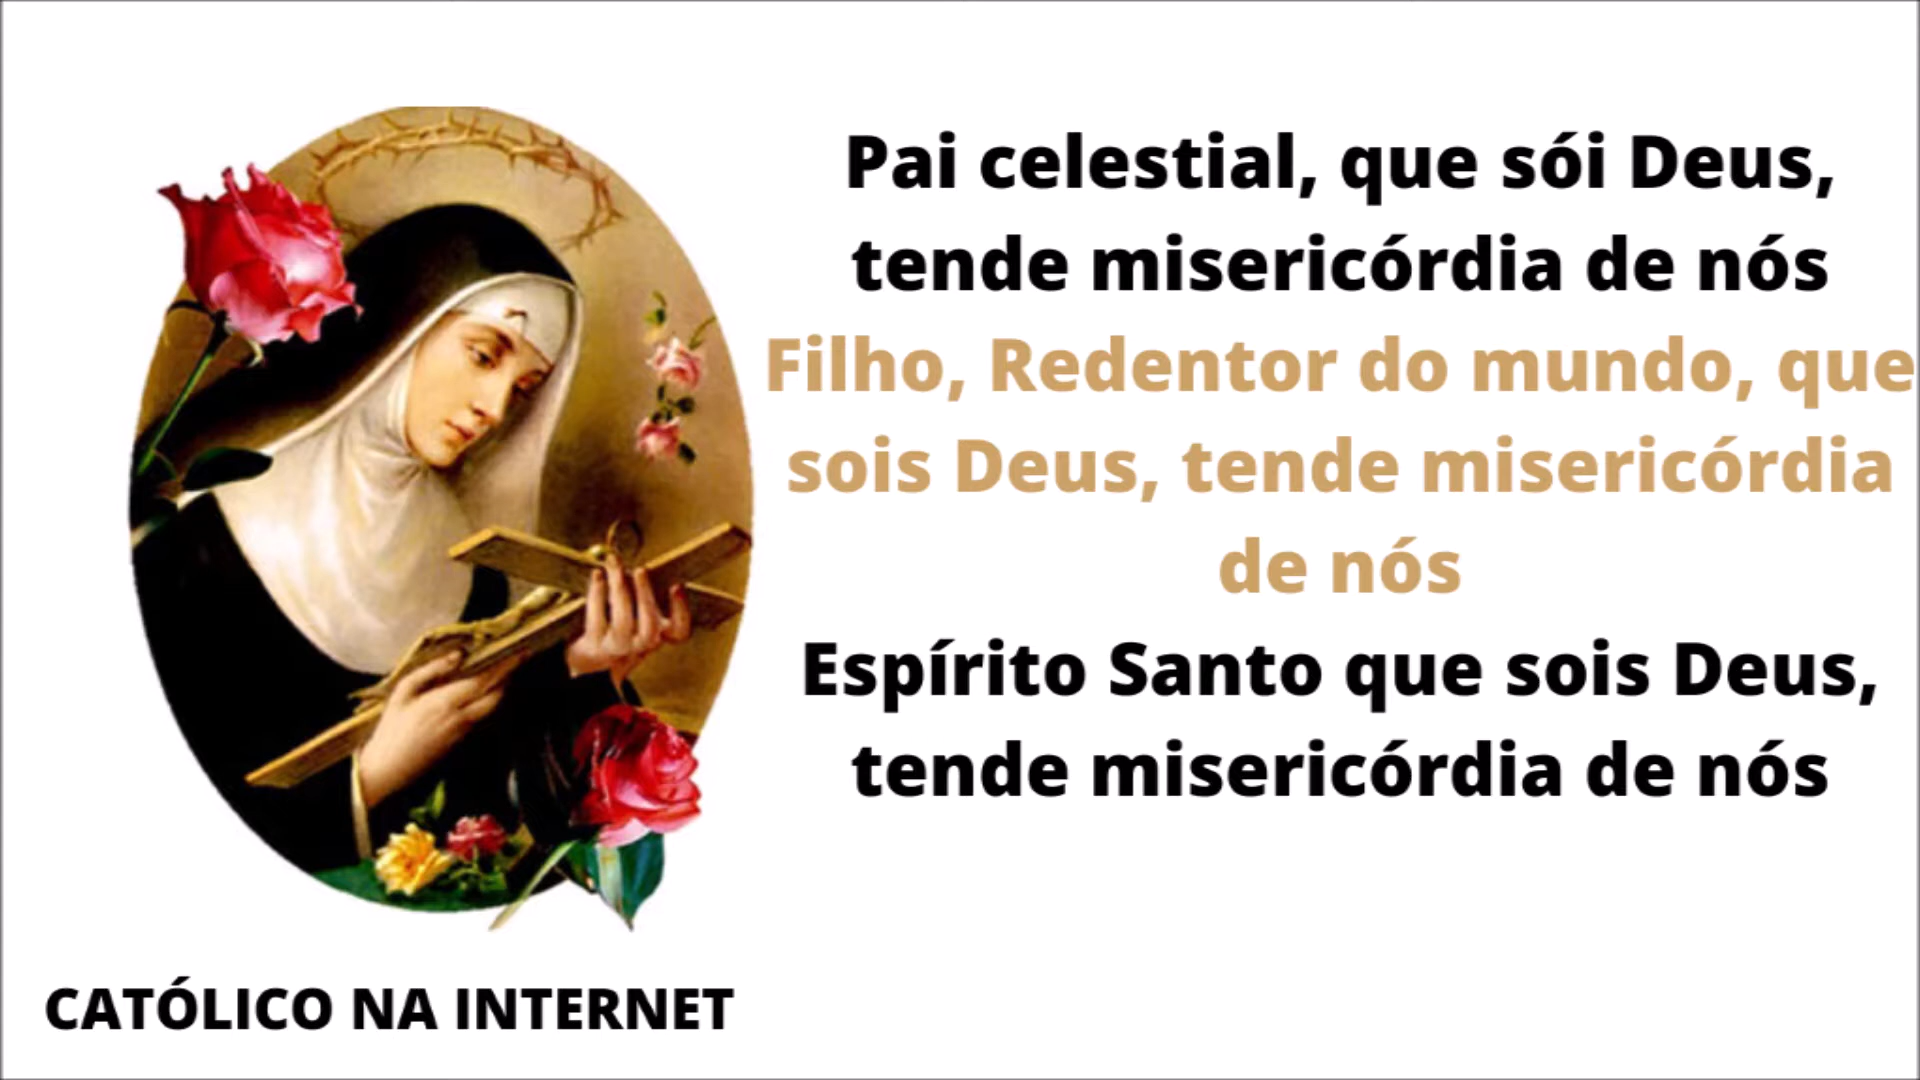 Pai celestial, que sói Deus,
tende misericórdia de nós
Filho, Redentor do mundo, que
sois Deus, tende misericórdia
de nós
Espírito Santo que sois Deus,
tende misericórdia de nós
CATÓLICO NA INTERNET